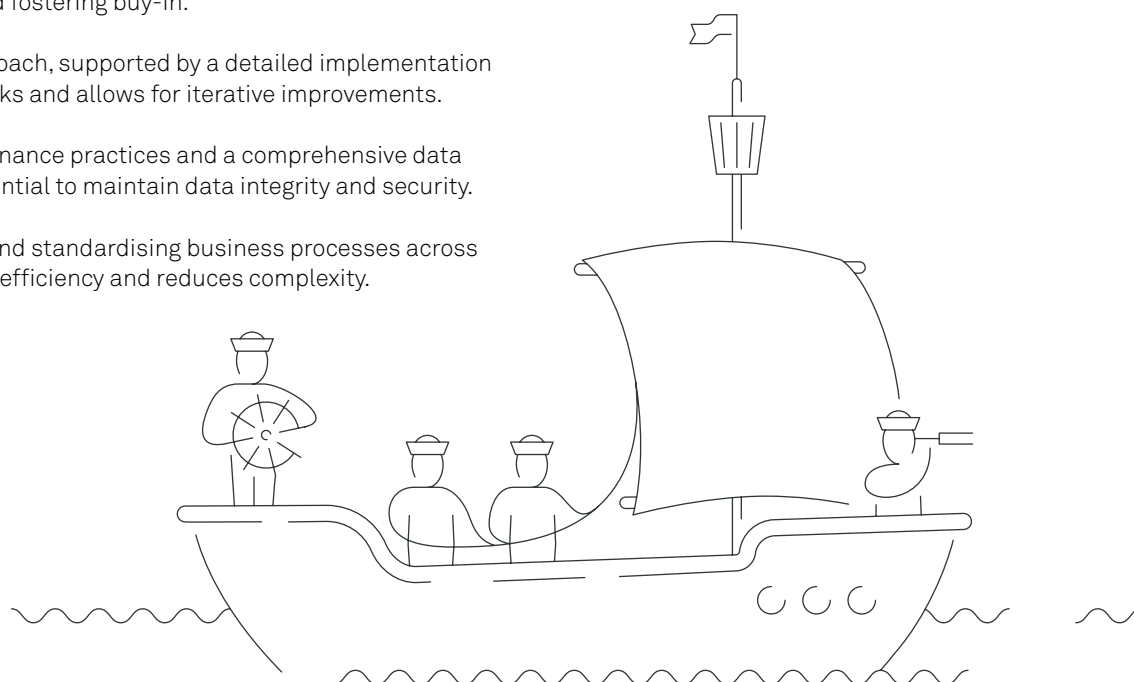 fostering buy-in.
oach, supported by a detailed implementation
ks and allows for iterative improvements.
nance practices and a comprehensive data
ntial to maintain data integrity and security.
nd standardising business processes across
efficiency and reduces complexity.